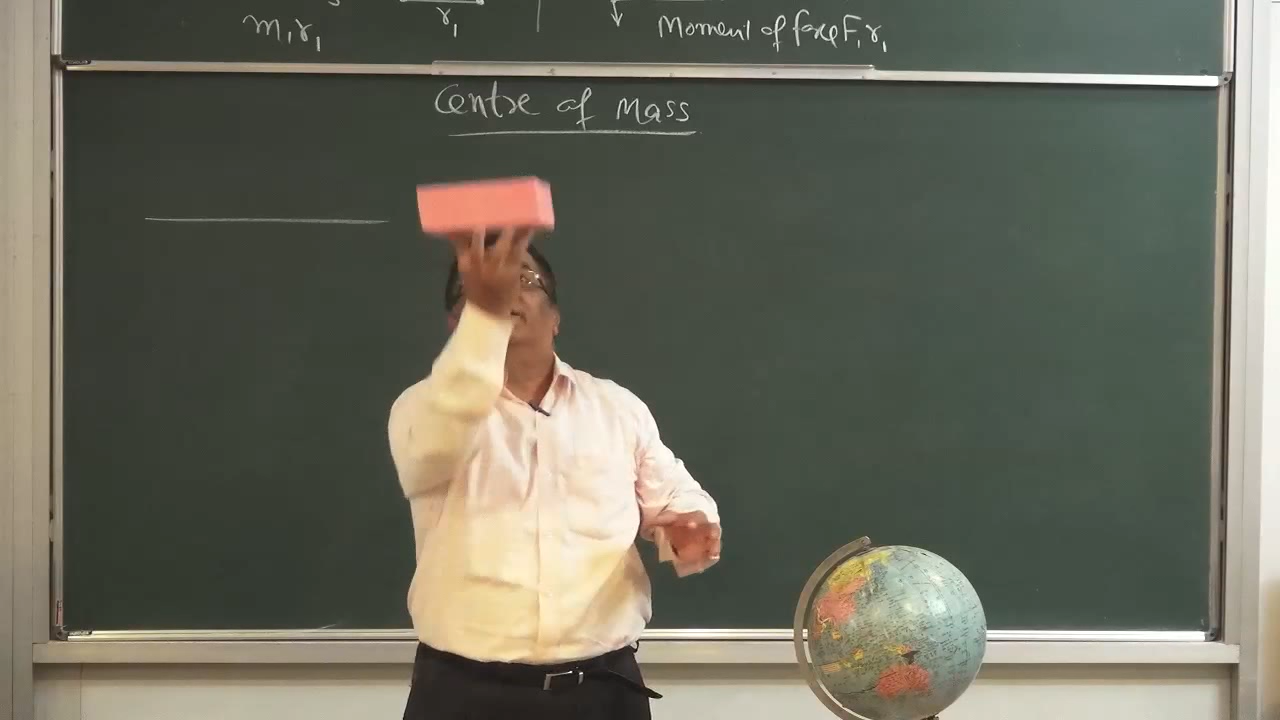 m₁r₁
r₁
Moment of force F₁r₁
Centre of Mass